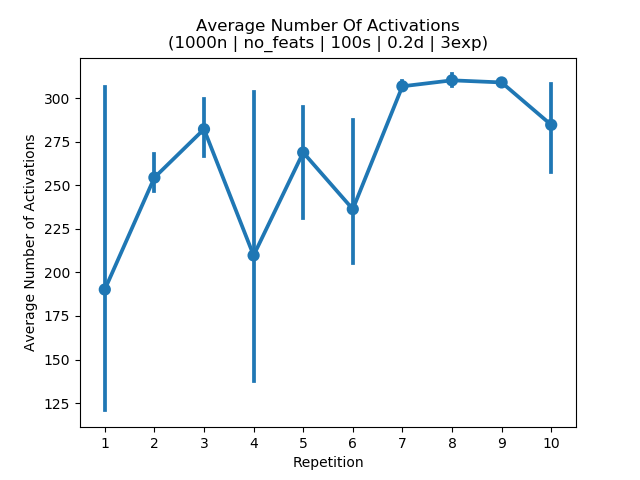 Average Number Of Activations
(1000n | no_feats | 100s | 0.2d | 3exp)
Average Number of Activations
300
275
250
225
200
175
150
125
1 2 3 4 5 6 7 8 9 10
Repetition